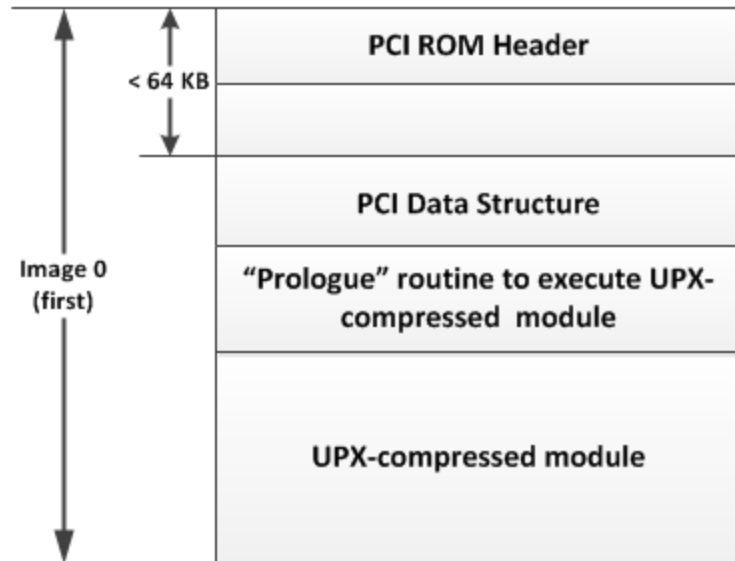 PCI ROM Header
< 64 KB
PCI Data Structure
Image 0
(first)
“Prologue” routine to execute UPX-
compressed module
UPX-compressed module